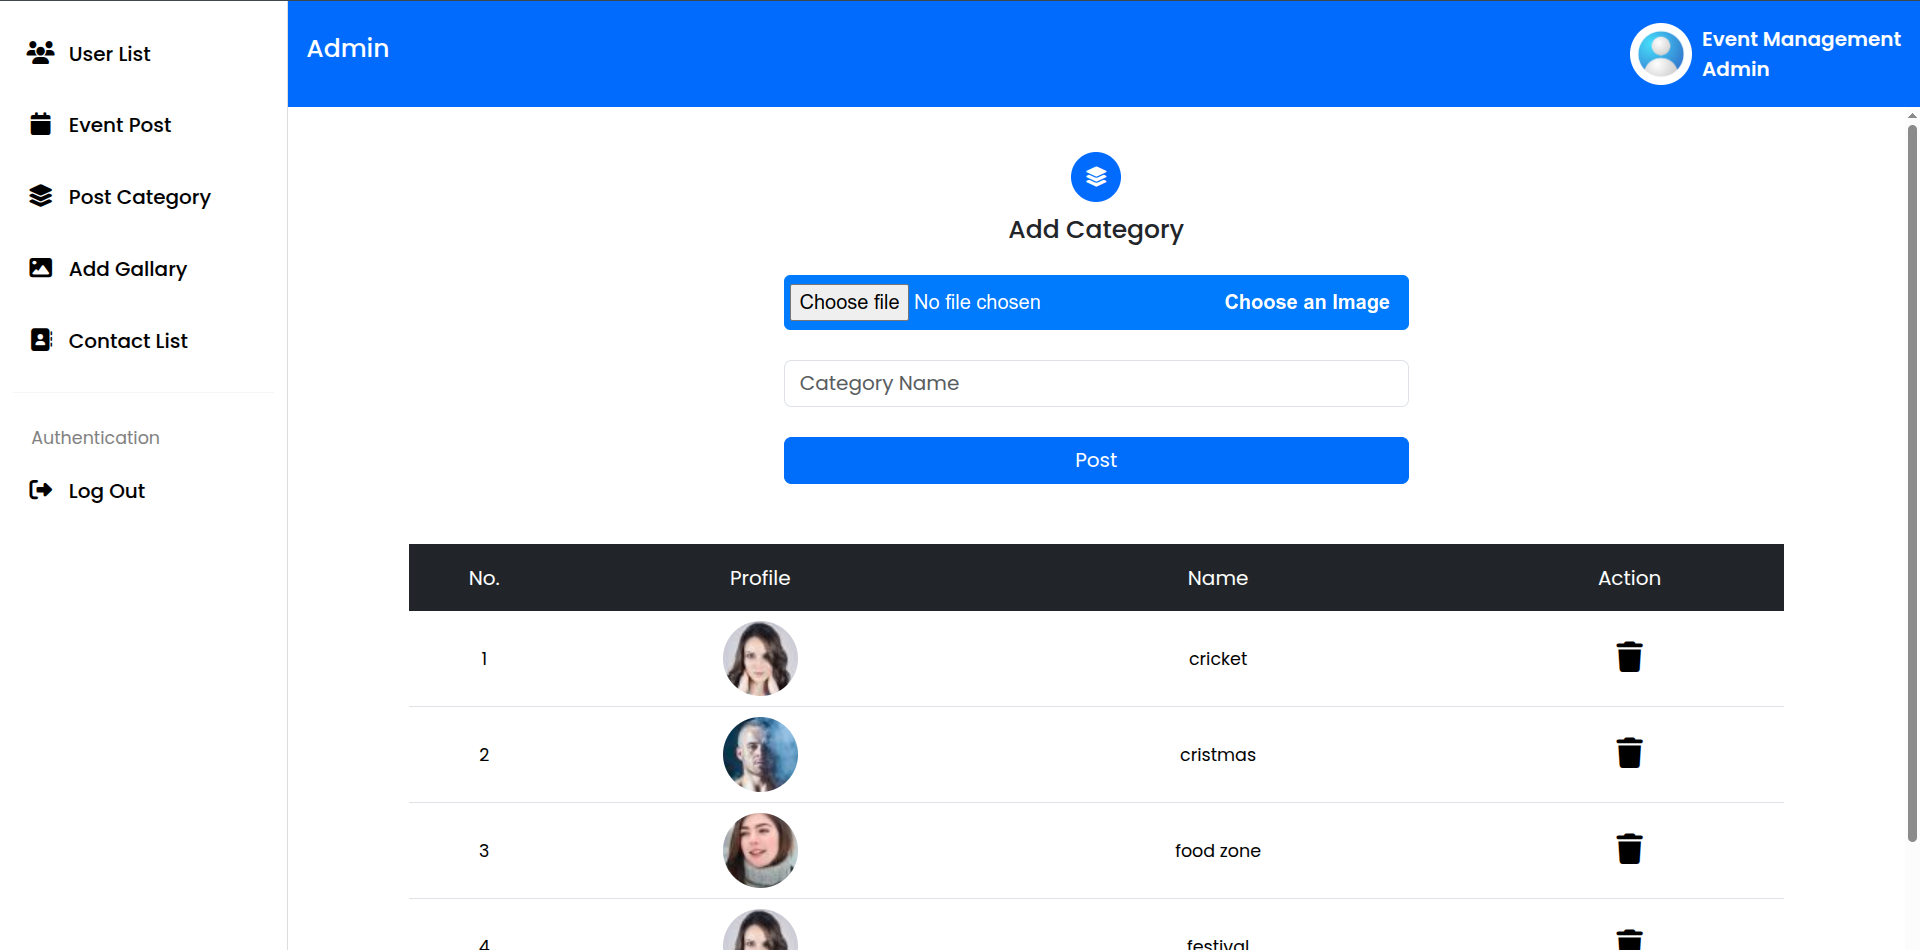 User List
Event Post
Post Category
Add Gallary
Contact List
Authentication
Log Out
Admin
Event Management
Admin
Add Category
Choose file No file chosen Choose an Image
Category Name
Post
No. Profile Name Action
1 cricket
2 cristmas
3 food zone
4 festival